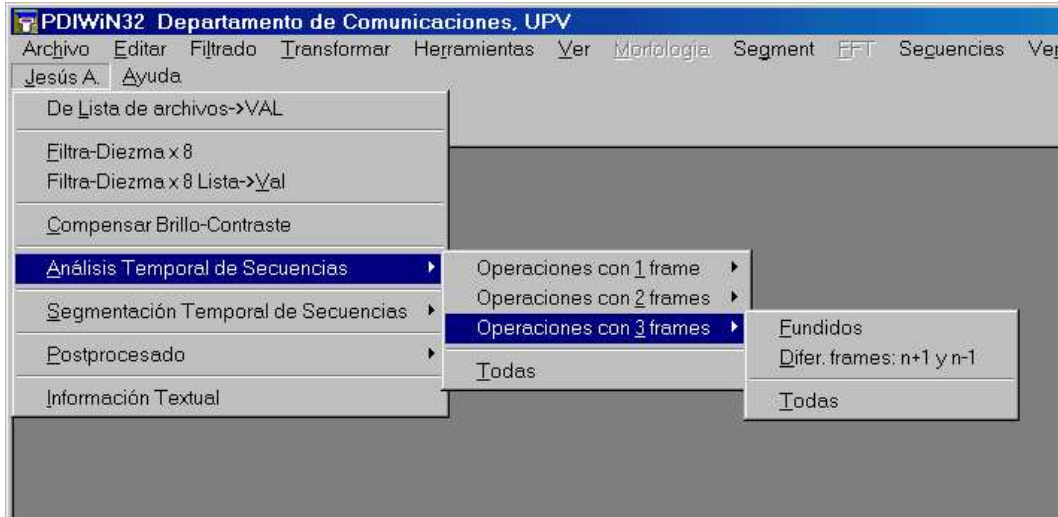 PDIWiN32 Departamento de Comunicaciones, UPV
Archivo Editar Filtrado Transformar Herramientas Ver Morfologia Segment FFT Secuencias
Jesús A. Ayuda
De Lista de archivos->VAL
Filtra-Diezma x 8
Filtra-Diezma x 8 Lista->Val
Compensar Brillo-Contraste
Análisis Temporal de Secuencias
Segmentación Temporal de Secuencias
Postprocesado
Información Textual
Operaciones con 1 frame
Operaciones con 2 frames
Operaciones con 3 frames
Todas
Fundidos
Difer. frames: n+1 y n-1
Todas